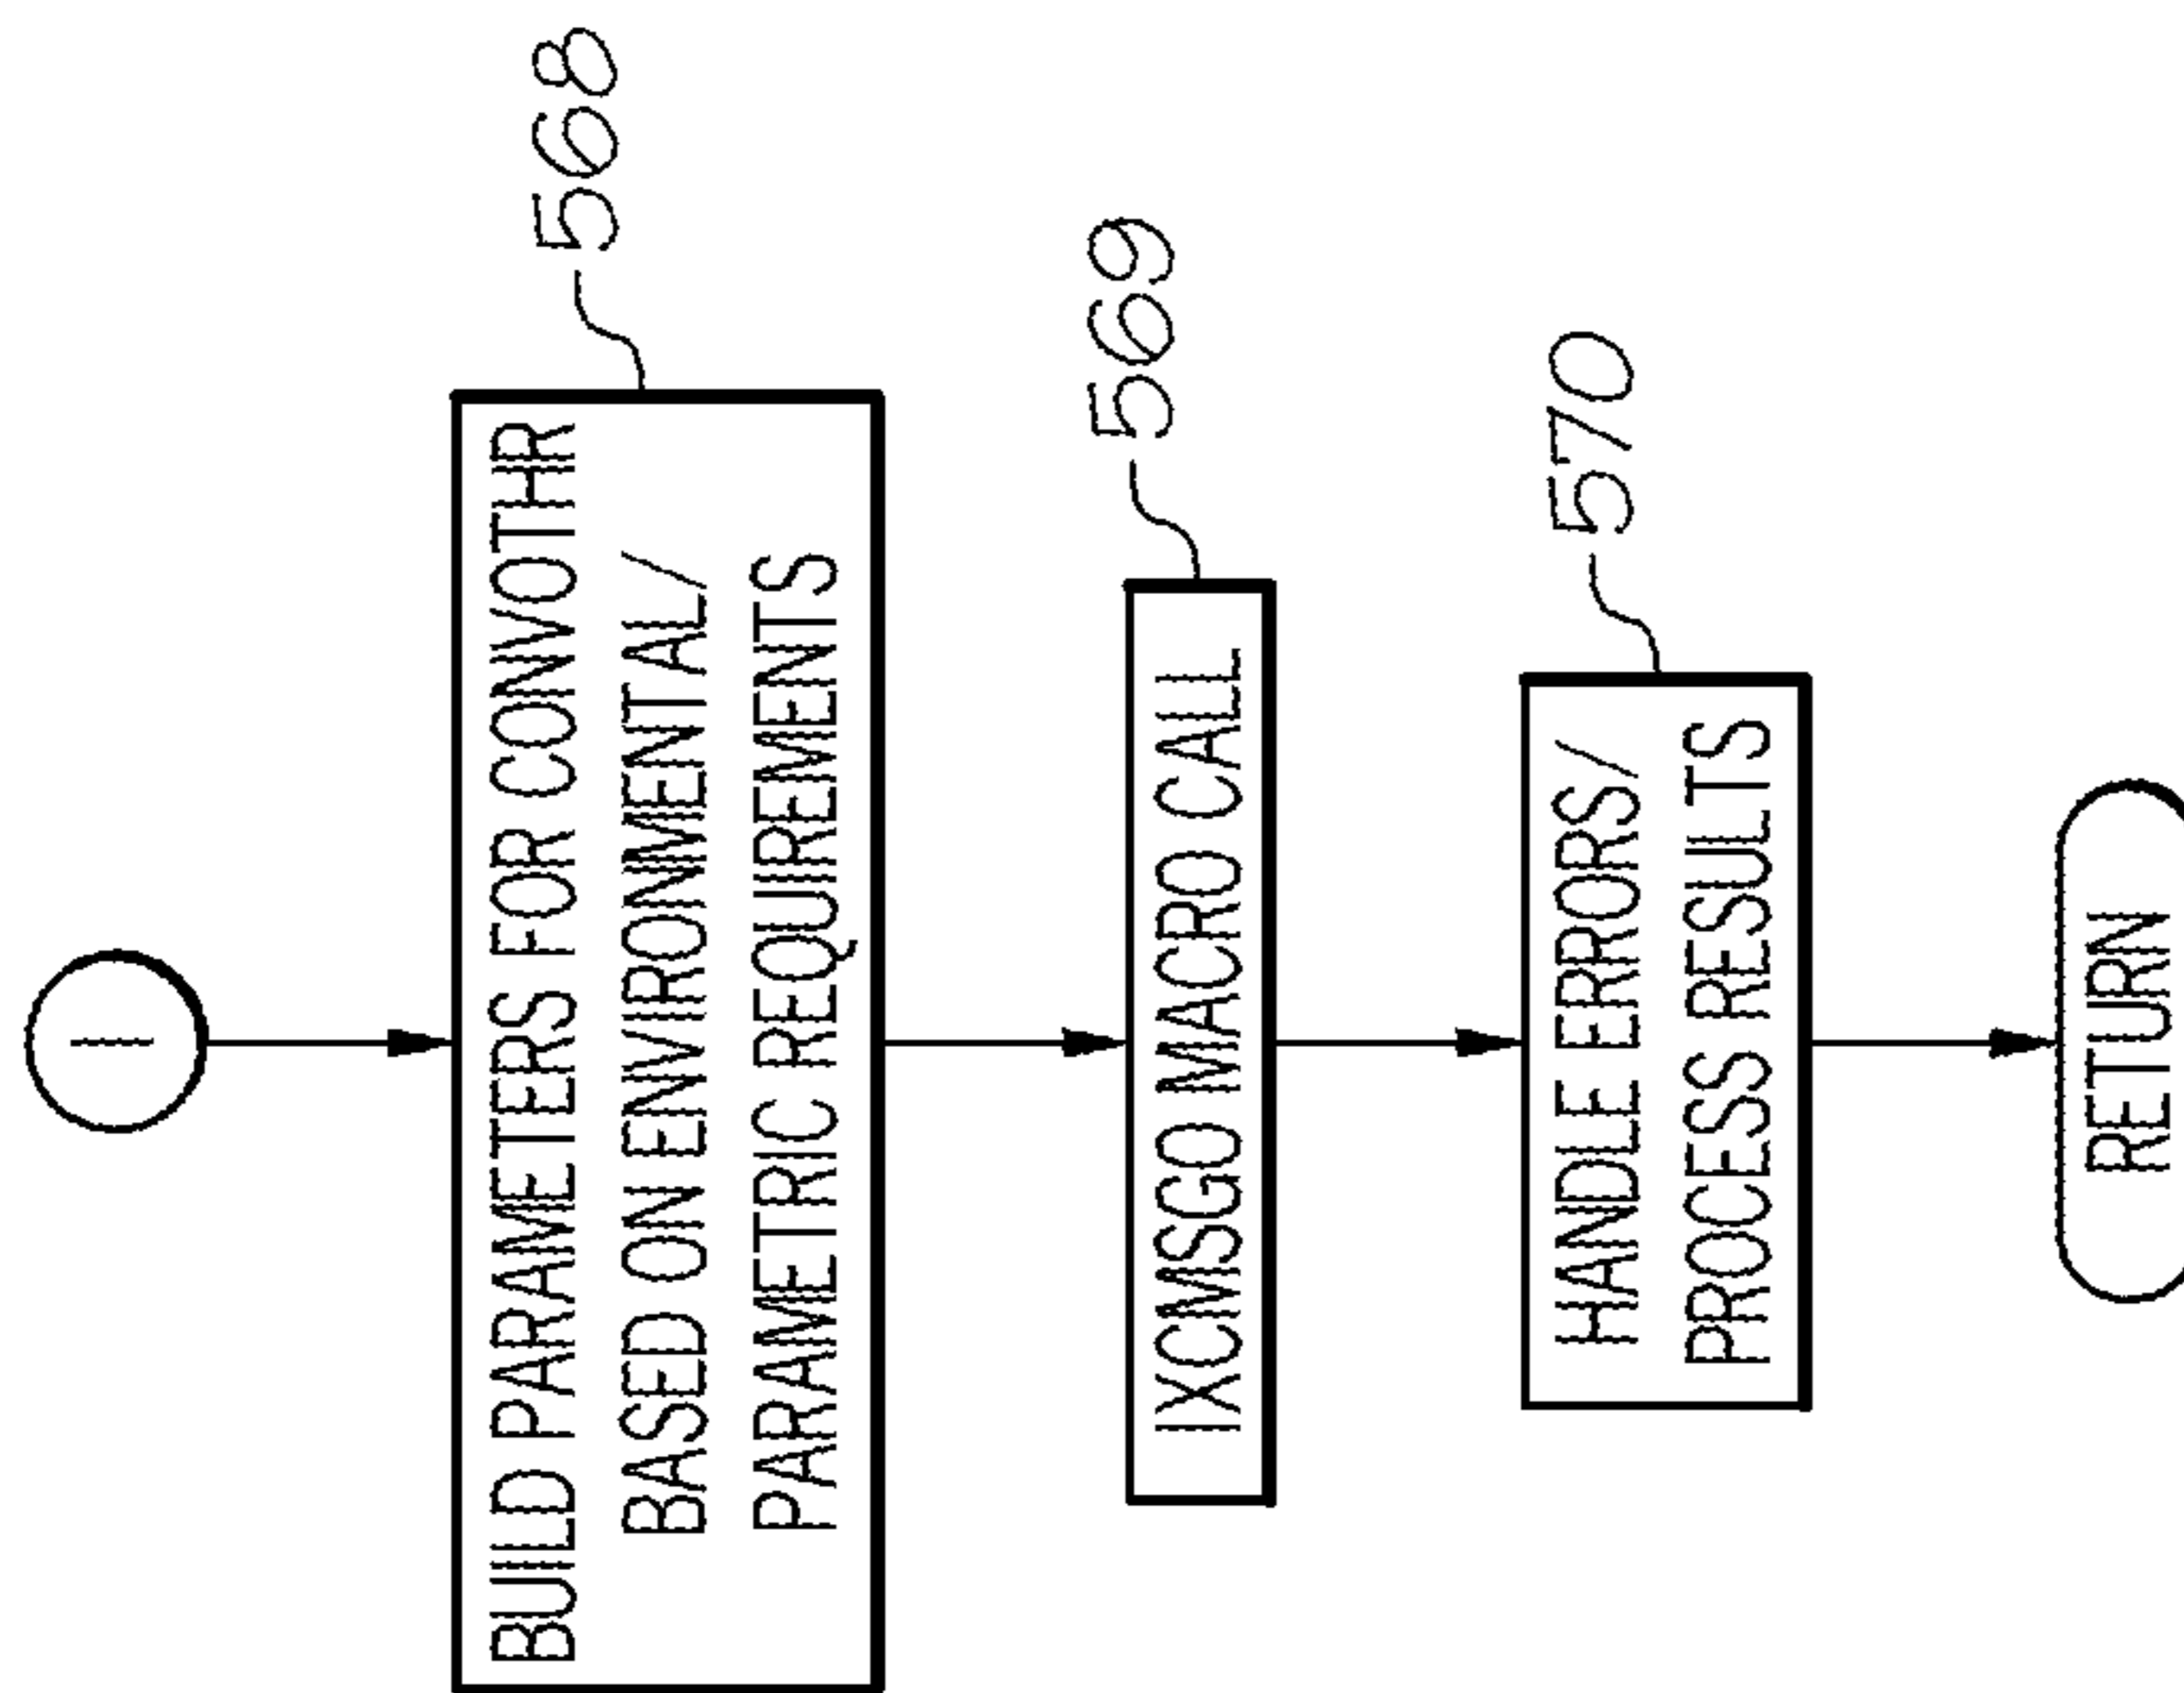 I
568
BUILD PARAMETERS FOR CONVOTHR
BASED ON ENVIRONMENTAL/
PARAMETRIC REQUIREMENTS
569
IXCMSGO MACRO CALL
570
HANDLE ERRORS/
PROCESS RESULTS
RETURN